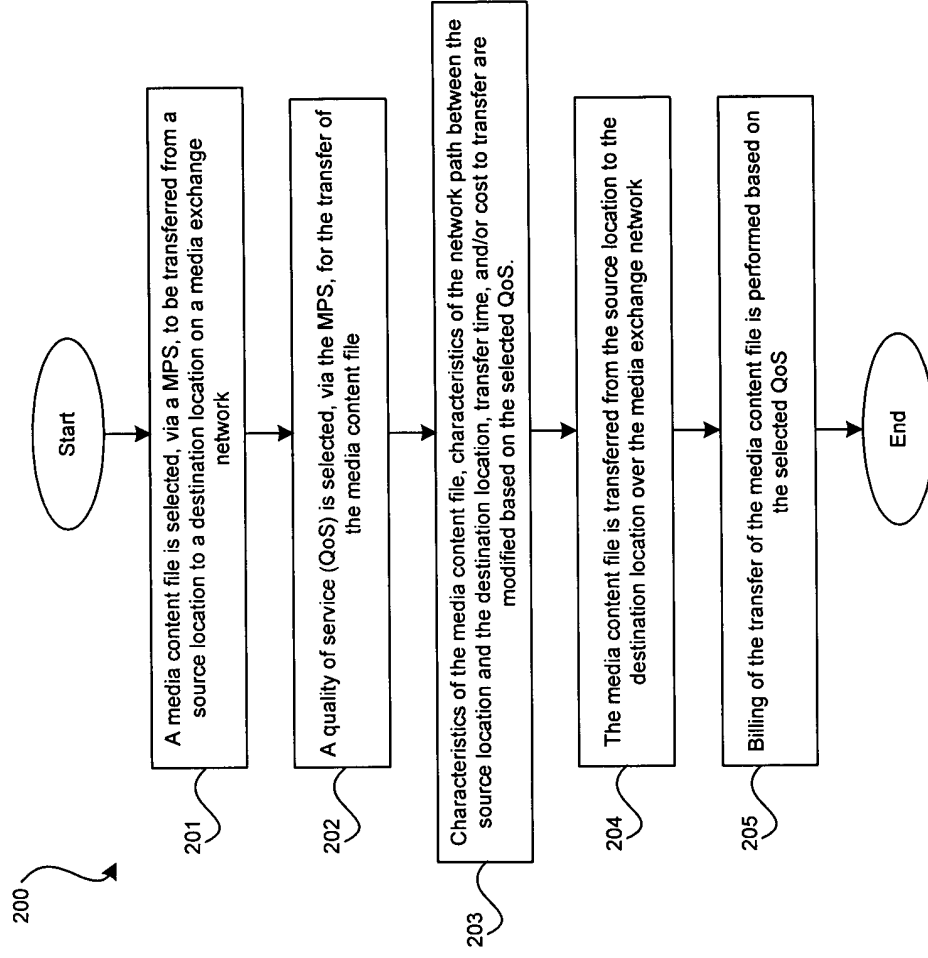 200
Start
201
A media content file is selected, via a MPS, to be transferred from a
source location to a destination location on a media exchange
network
202
A quality of service (QoS) is selected, via the MPS, for the transfer of
the media content file
203
Characteristics of the media content file, characteristics of the network path between the
source location and the destination location, transfer time, and/or cost to transfer are
modified based on the selected QoS.
204
The media content file is transferred from the source location to the
destination location over the media exchange network
205
Billing of the transfer of the media content file is performed based on
the selected QoS
End